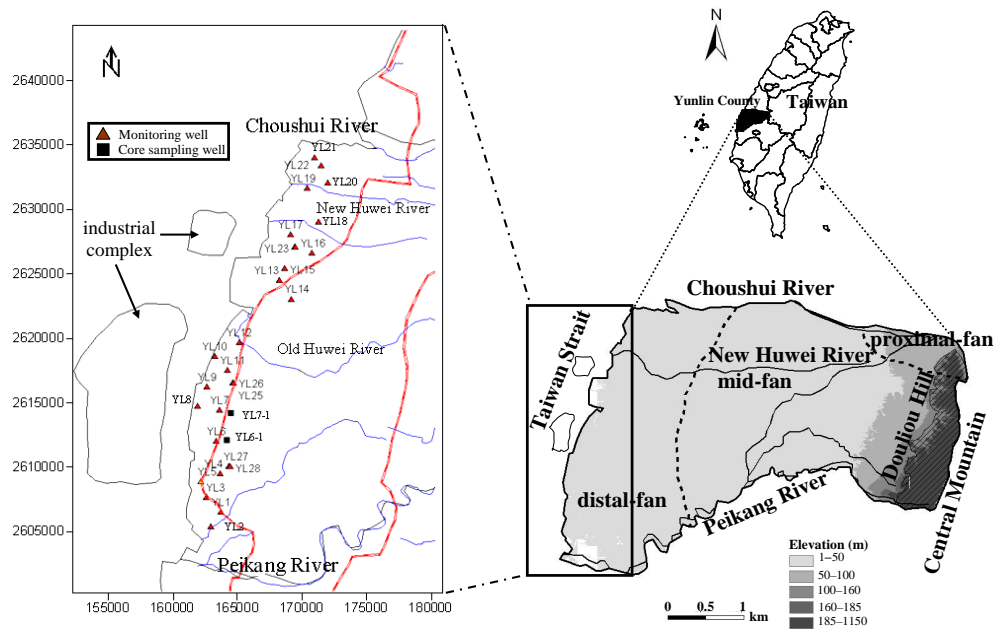 N
2640000
2635000
2630000
2625000
2620000
2615000
2610000
2605000
155000
160000
165000
170000
175000
180000
Monitoring well
Core sampling well
industrial
complex
Choushui River
YL21
YL22
YL19
YL20
New Huwei River
YL18
YL17
YL23
YL16
YL13
YL15
YL14
YL12
YL10
YL11
Old Huwei River
YL9
YL26
YL25
YL8
YL7
YL7-1
YL6
YL6-1
YL27
YL4
YL28
YL5
YL3
YL1
YL2
Peikang River
N
Yunlin County
Taiwan
Choushui River
proximal-fan
New Huwei River
mid-fan
Taiwan Strait
Douliou Hill
Central Mountain
distal-fan
Peikang River
Elevation (m)
1–50
50–100
100–160
160–185
185–1150
0 0.5 1
km